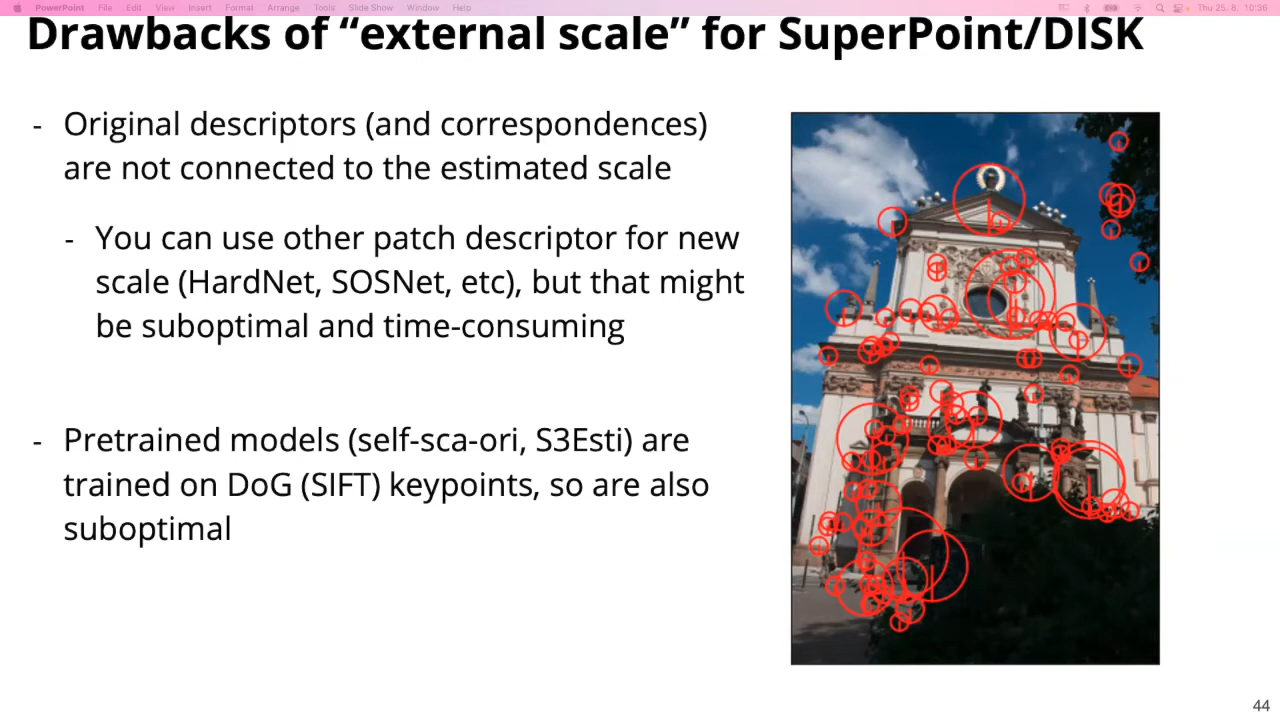 PowerPoint File Edit View Insert Format Arrange Tools Slide Show Window Help Thu 25. 8. 10:36
Drawbacks of “external scale” for SuperPoint/DISK
- Original descriptors (and correspondences)
are not connected to the estimated scale
- You can use other patch descriptor for new
scale (HardNet, SOSNet, etc), but that might
be suboptimal and time-consuming
- Pretrained models (self-sca-ori, S3Esti) are
trained on DoG (SIFT) keypoints, so are also
suboptimal
44